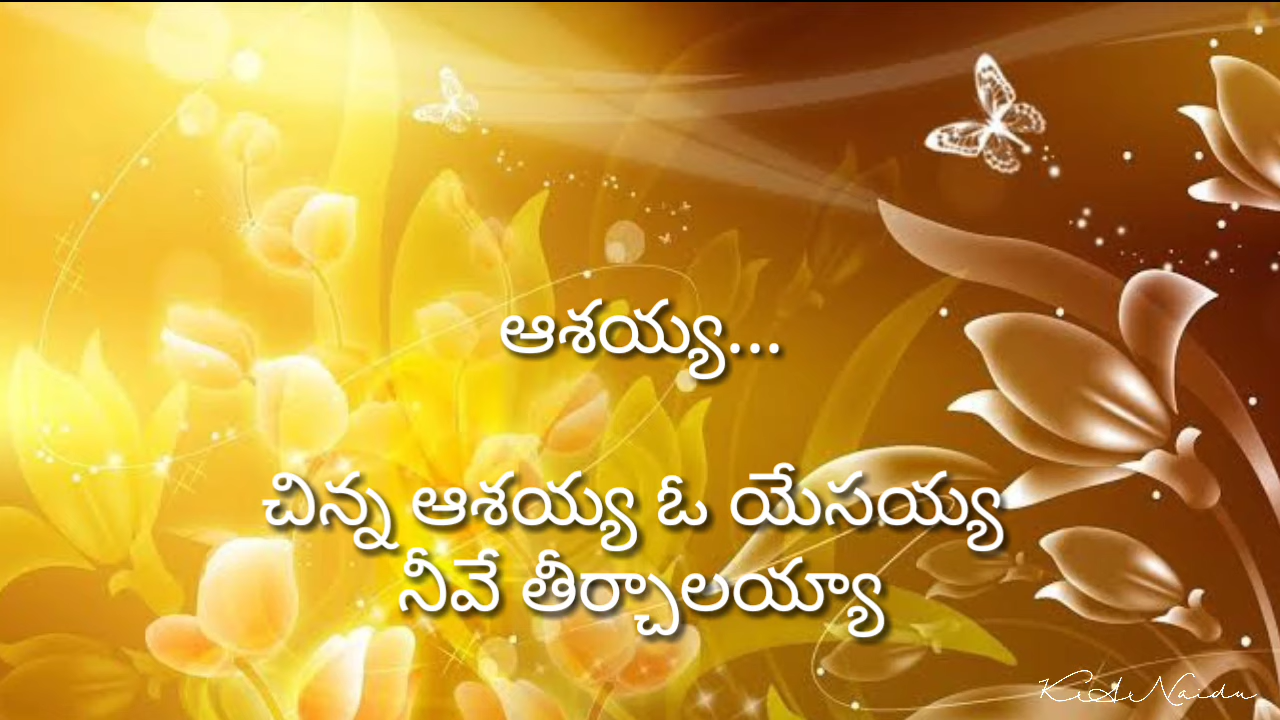 ఆశయ్య...
చిన్న ఆశయ్య ఓ యేసయ్య
నీవే తీర్చాలయ్యా